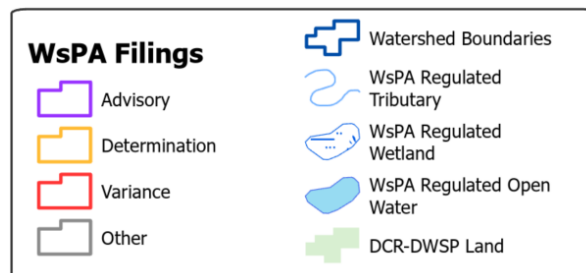 WsPA Filings
Advisory
Determination
Variance
Other
Watershed Boundaries
WsPA Regulated
Tributary
WsPA Regulated
Wetland
WsPA Regulated Open
Water
DCR-DWSP Land